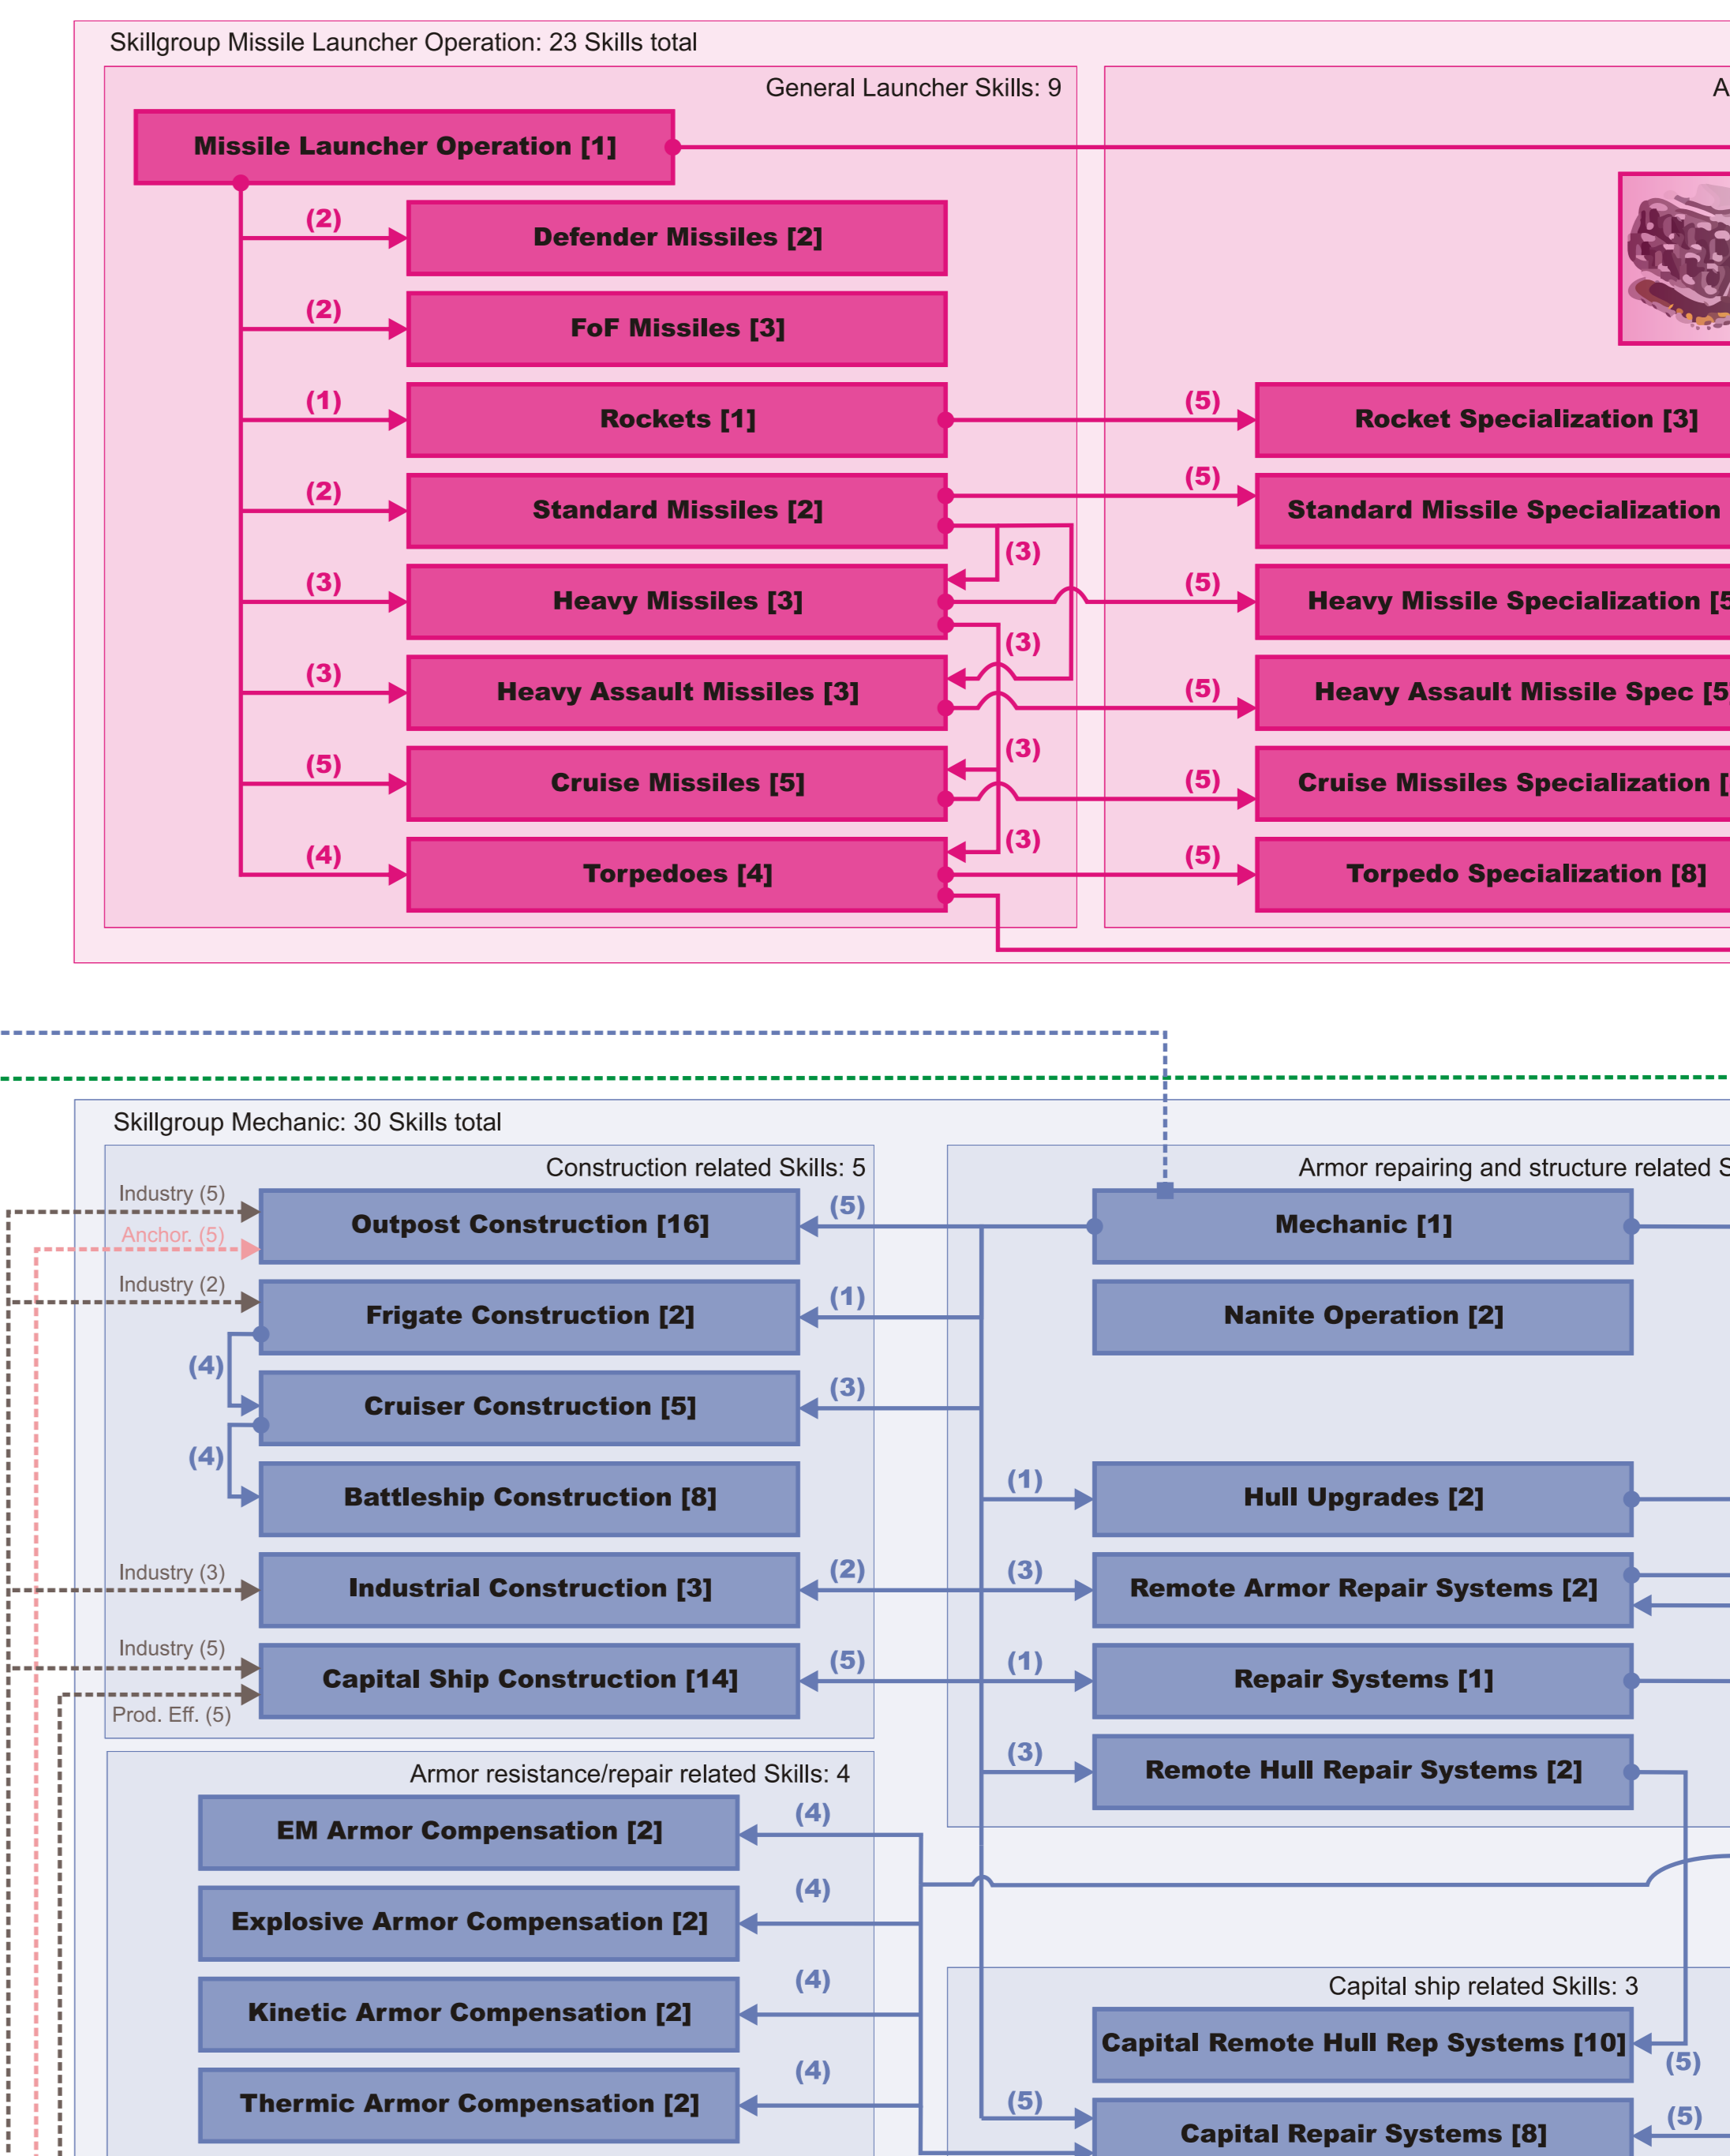 Skillgroup Missile Launcher Operation: 23 Skills total
General Launcher Skills: 9
A
Missile Launcher Operation [1]
(2)
Defender Missiles [2]
(2)
FoF Missiles [3]
(1)
Rockets [1]
(5)
Rocket Specialization [3]
(2)
Standard Missiles [2]
(5)
Standard Missile Specialization
(3)
(3)
Heavy Missiles [3]
(5)
Heavy Missile Specialization [5
(3)
(3)
Heavy Assault Missiles [3]
(5)
Heavy Assault Missile Spec [5
(5)
Cruise Missiles [5]
(3)
(5)
Cruise Missiles Specialization [
(4)
Torpedoes [4]
(3)
(5)
Torpedo Specialization [8]
Skillgroup Mechanic: 30 Skills total
Construction related Skills: 5
Armor repairing and structure related S
Industry (5)
Anchor. (5)
Outpost Construction [16]
(5)
Mechanic [1]
Industry (2)
Frigate Construction [2]
(1)
Nanite Operation [2]
(4)
Cruiser Construction [5]
(3)
(4)
Battleship Construction [8]
(1)
Hull Upgrades [2]
Industry (3)
Industrial Construction [3]
(2)
(3)
Remote Armor Repair Systems [2]
Industry (5)
Prod. Eff. (5)
Capital Ship Construction [14]
(5)
(1)
Repair Systems [1]
(3)
Remote Hull Repair Systems [2]
Armor resistance/repair related Skills: 4
EM Armor Compensation [2]
(4)
Explosive Armor Compensation [2]
(4)
Kinetic Armor Compensation [2]
(4)
Thermic Armor Compensation [2]
(4)
Capital ship related Skills: 3
Capital Remote Hull Rep Systems [10]
(5)
(5)
Capital Repair Systems [8]
(5)